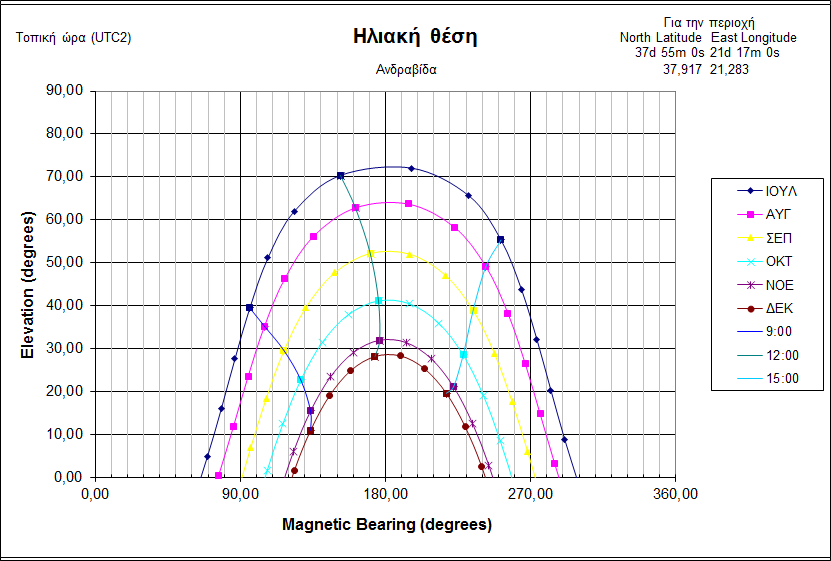 Ηλιακή θέση
Τοπική ώρα (UTC2)
Ανδραβίδα
Για την περιοχή
North Latitude East Longitude
37d 55m 0s 21d 17m 0s
37,917 21,283
Elevation (degrees)
90,00
80,00
70,00
60,00
50,00
40,00
30,00
20,00
10,00
0,00
0,00 90,00 180,00 270,00 360,00
Magnetic Bearing (degrees)
ΙΟΥΛ
ΑΥΓ
ΣΕΠ
ΟΚΤ
ΝΟΕ
ΔΕΚ
9:00
12:00
15:00